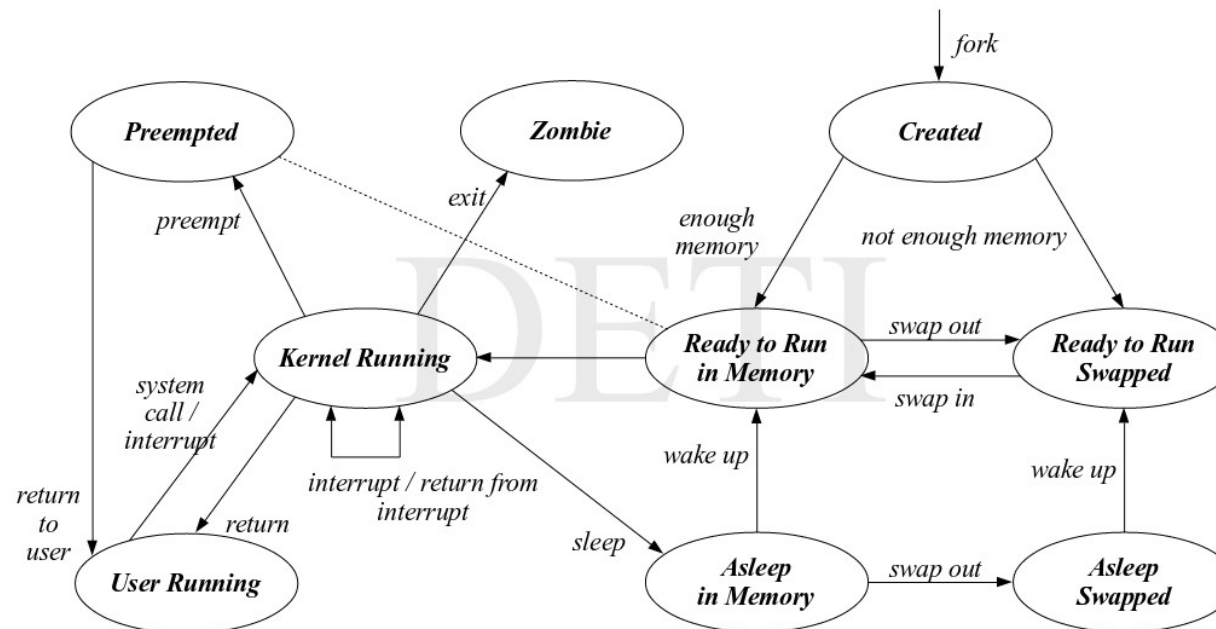 fork
Preempted
Zombie
Created
exit
preempt
enough
memory
not enough memory
DETI
Kernel Running
Ready to Run
in Memory
swap out
swap in
Ready to Run
Swapped
system
call /
interrupt
interrupt / return from
interrupt
wake up
wake up
return
to
user
return
sleep
User Running
Asleep
in Memory
swap out
Asleep
Swapped